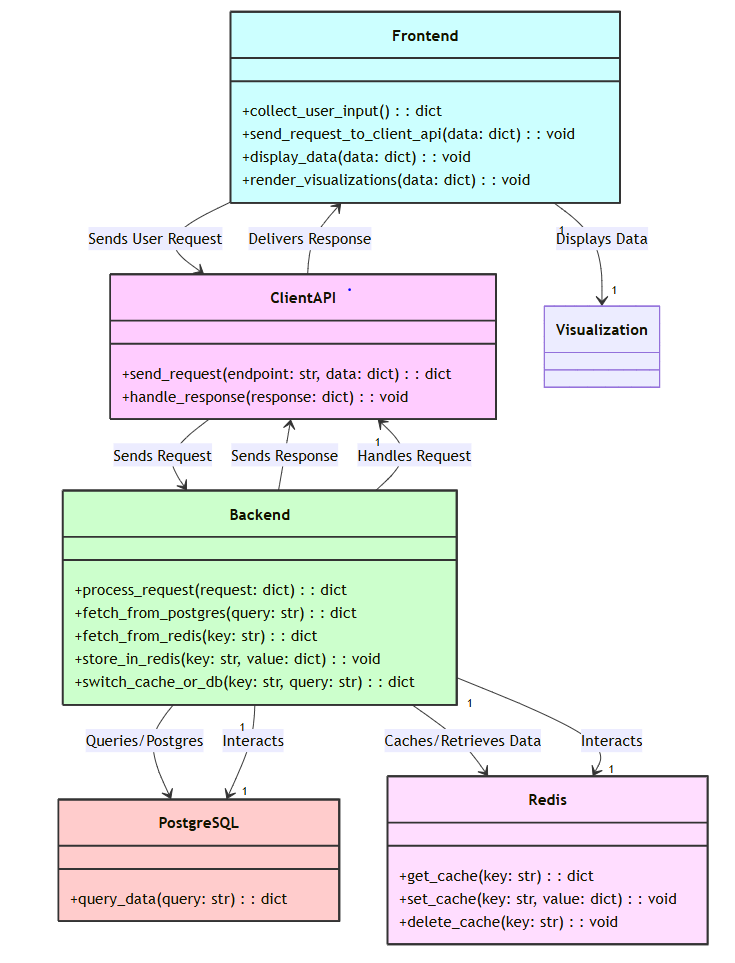 Frontend
+collect_user_input() : : dict
+send_request_to_client_api(data: dict) : : void
+display_data(data: dict) : : void
+render_visualizations(data: dict) : : void
Sends User Request
Delivers Response
1
Displays Data
1
ClientAPI
+send_request(endpoint: str, data: dict) : : dict
+handle_response(response: dict) : : void
Visualization
Sends Request
Sends Response
1
Handles Request
Backend
+process_request(request: dict) : : dict
+fetch_from_postgres(query: str) : : dict
+fetch_from_redis(key: str) : : dict
+store_in_redis(key: str, value: dict) : : void
+switch_cache_or_db(key: str, query: str) : : dict
1
1
Queries/Postgres
Interacts
Caches/Retrieves Data
Interacts
1
1
PostgreSQL
+query_data(query: str) : : dict
Redis
+get_cache(key: str) : : dict
+set_cache(key: str, value: dict) : : void
+delete_cache(key: str) : : void